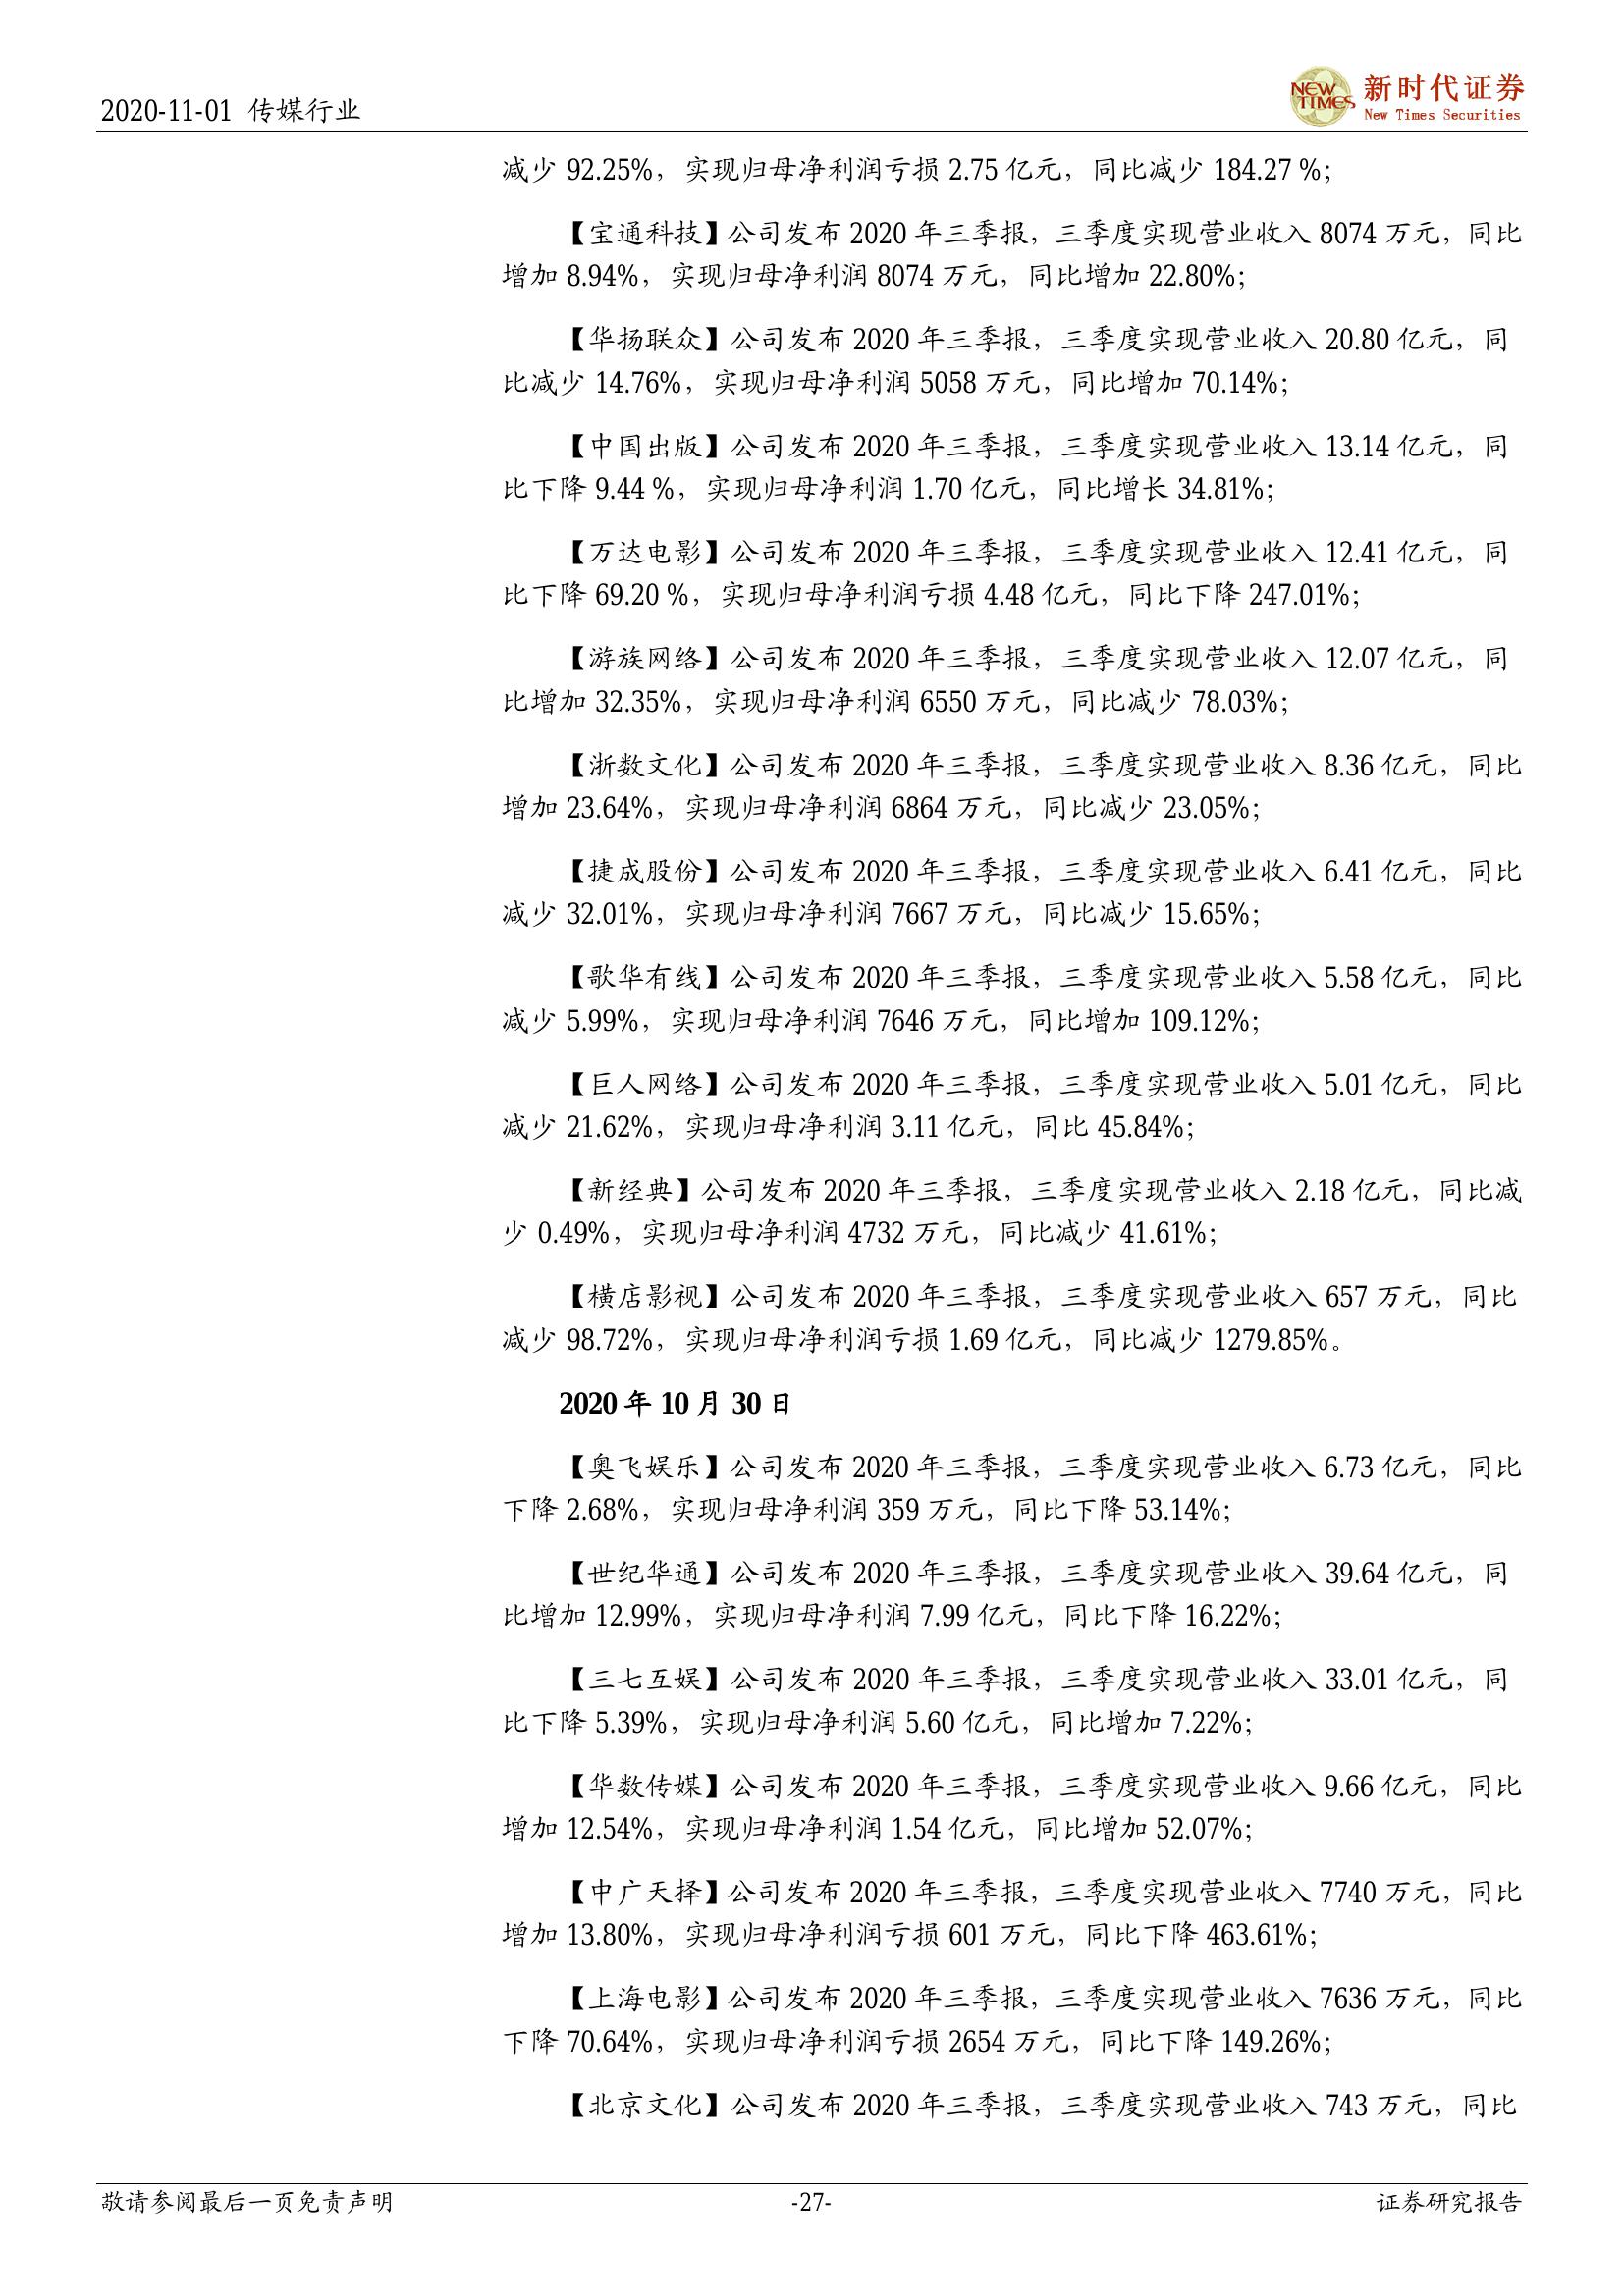 2020-11-01 传媒行业
NEW TIMES
新时代证券
New Times Securities
减少 92.25%，实现归母净利润亏损 2.75 亿元，同比减少 184.27 %；
【宝通科技】公司发布 2020 年三季报，三季度实现营业收入 8074 万元，同比
增加 8.94%，实现归母净利润 8074 万元，同比增加 22.80%；
【华扬联众】公司发布 2020 年三季报，三季度实现营业收入 20.80 亿元，同
比减少 14.76%，实现归母净利润 5058 万元，同比增加 70.14%；
【中国出版】公司发布 2020 年三季报，三季度实现营业收入 13.14 亿元，同
比下降 9.44 %，实现归母净利润 1.70 亿元，同比增长 34.81%；
【万达电影】公司发布 2020 年三季报，三季度实现营业收入 12.41 亿元，同
比下降 69.20 %，实现归母净利润亏损 4.48 亿元，同比下降 247.01%；
【游族网络】公司发布 2020 年三季报，三季度实现营业收入 12.07 亿元，同
比增加 32.35%，实现归母净利润 6550 万元，同比减少 78.03%；
【浙数文化】公司发布 2020 年三季报，三季度实现营业收入 8.36 亿元，同比
增加 23.64%，实现归母净利润 6864 万元，同比减少 23.05%；
【捷成股份】公司发布 2020 年三季报，三季度实现营业收入 6.41 亿元，同比
减少 32.01%，实现归母净利润 7667 万元，同比减少 15.65%；
【歌华有线】公司发布 2020 年三季报，三季度实现营业收入 5.58 亿元，同比
减少 5.99%，实现归母净利润 7646 万元，同比增加 109.12%；
【巨人网络】公司发布 2020 年三季报，三季度实现营业收入 5.01 亿元，同比
减少 21.62%，实现归母净利润 3.11 亿元，同比 45.84%；
【新经典】公司发布 2020 年三季报，三季度实现营业收入 2.18 亿元，同比减
少 0.49%，实现归母净利润 4732 万元，同比减少 41.61%；
【横店影视】公司发布 2020 年三季报，三季度实现营业收入 657 万元，同比
减少 98.72%，实现归母净利润亏损 1.69 亿元，同比减少 1279.85%。
2020 年 10 月 30 日
【奥飞娱乐】公司发布 2020 年三季报，三季度实现营业收入 6.73 亿元，同比
下降 2.68%，实现归母净利润 359 万元，同比下降 53.14%；
【世纪华通】公司发布 2020 年三季报，三季度实现营业收入 39.64 亿元，同
比增加 12.99%，实现归母净利润 7.99 亿元，同比下降 16.22%；
【三七互娱】公司发布 2020 年三季报，三季度实现营业收入 33.01 亿元，同
比下降 5.39%，实现归母净利润 5.60 亿元，同比增加 7.22%；
【华数传媒】公司发布 2020 年三季报，三季度实现营业收入 9.66 亿元，同比
增加 12.54%，实现归母净利润 1.54 亿元，同比增加 52.07%；
【中广天择】公司发布 2020 年三季报，三季度实现营业收入 7740 万元，同比
增加 13.80%，实现归母净利润亏损 601 万元，同比下降 463.61%；
【上海电影】公司发布 2020 年三季报，三季度实现营业收入 7636 万元，同比
下降 70.64%，实现归母净利润亏损 2654 万元，同比下降 149.26%；
【北京文化】公司发布 2020 年三季报，三季度实现营业收入 743 万元，同比
敬请参阅最后一页免责声明
-27-
证券研究报告